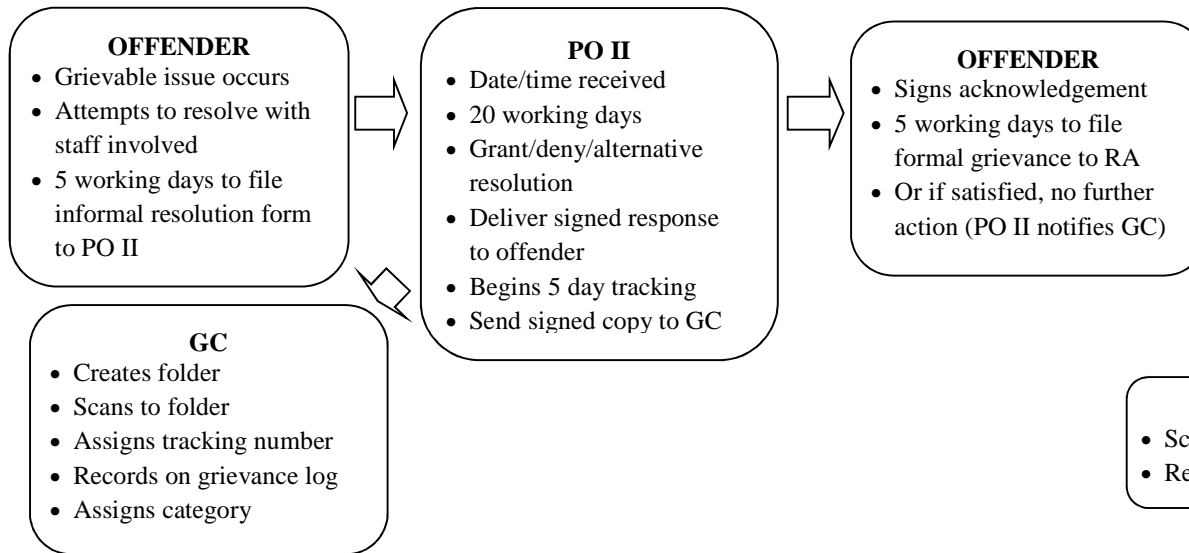 OFFENDER
• Grievable issue occurs
• Attempts to resolve with
staff involved
• 5 working days to file
informal resolution form
to PO II
PO II
• Date/time received
• 20 working days
• Grant/deny/alternative
resolution
• Deliver signed response
to offender
• Begins 5 day tracking
• Send signed copy to GC
OFFENDER
• Signs acknowledgement
• 5 working days to file
formal grievance to RA
• Or if satisfied, no further
action (PO II notifies GC)
GC
• Creates folder
• Scans to folder
• Assigns tracking number
• Records on grievance log
• Assigns category